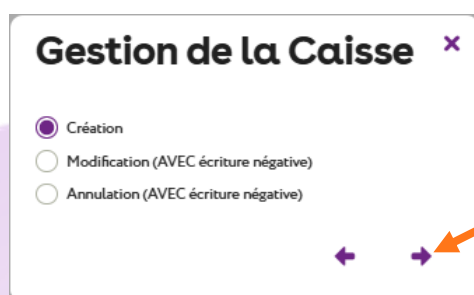 Gestion de la Caisse
Création
Modification (AVEC écriture négative)
Annulation (AVEC écriture négative)